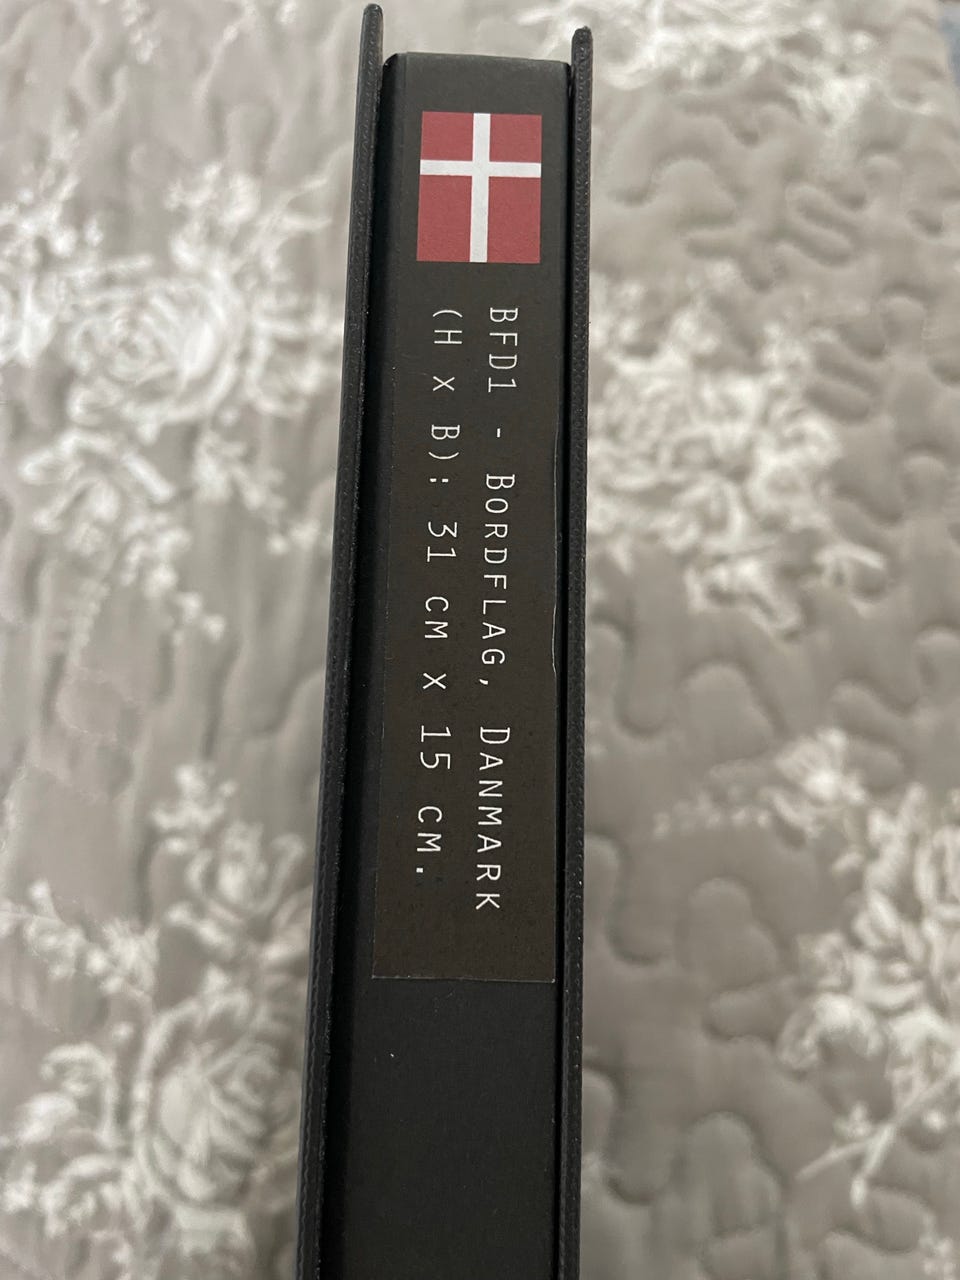 BFD1 - BORDFLAG, DANMARK
(H x B): 31 CM X 15 CM.